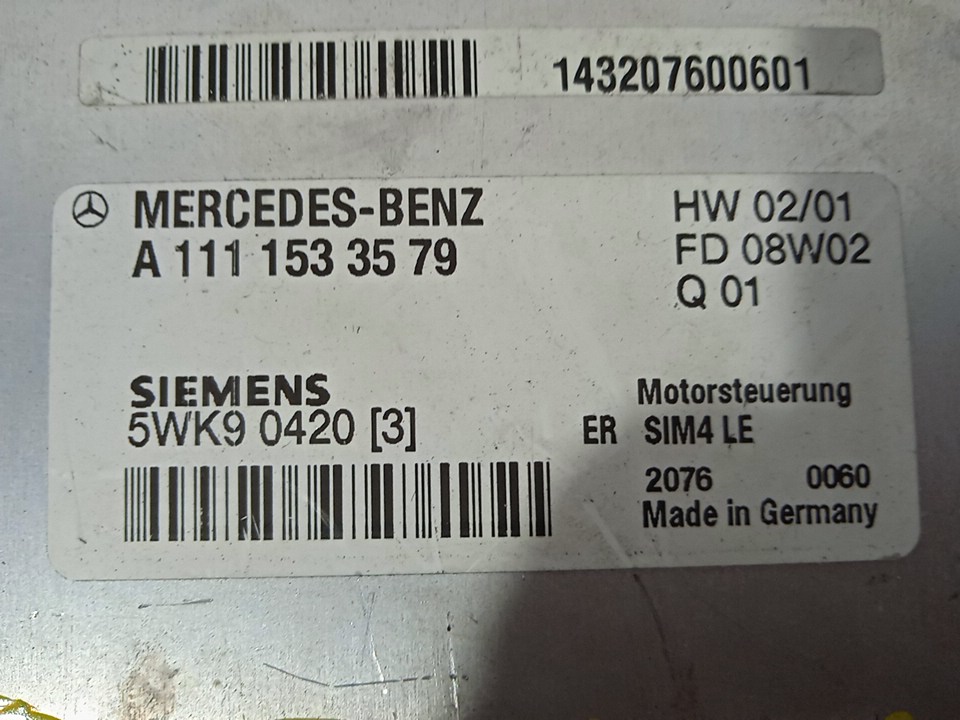 143207600601
MERCEDES-BENZ
A 111 153 35 79
HW 02/01
FD 08W02
Q 01
SIEMENS
5WK9 0420 [3]
Motorsteuerung
ER SIM4 LE
2076 0060
Made in Germany